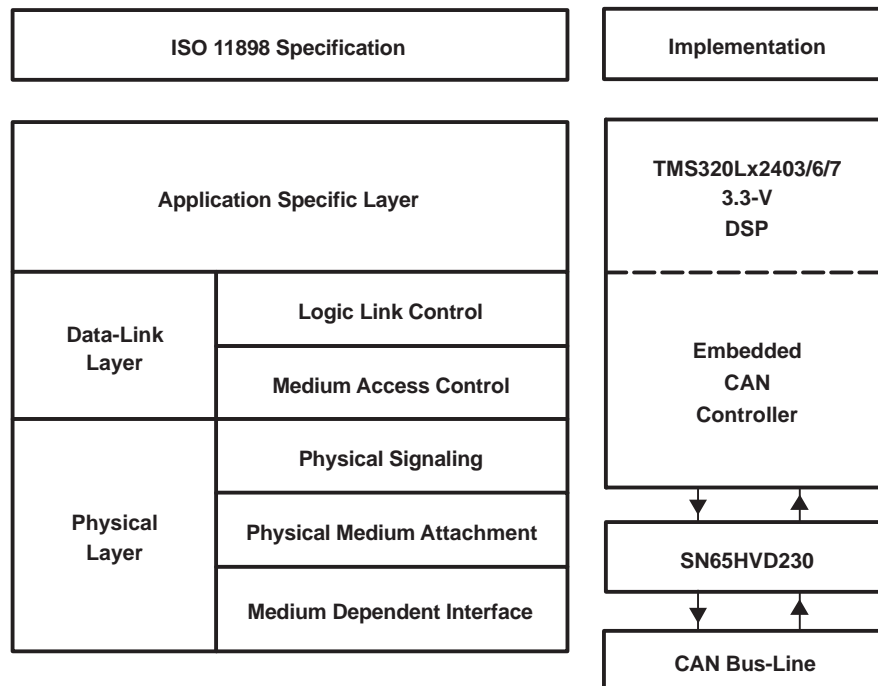 ISO 11898 Specification
Implementation
Application Specific Layer
TMS320Lx2403/6/7
3.3-V
DSP
Data-Link
Layer
Logic Link Control
Medium Access Control
Embedded
CAN
Controller
Physical
Layer
Physical Signaling
Physical Medium Attachment
Medium Dependent Interface
SN65HVD230
CAN Bus-Line